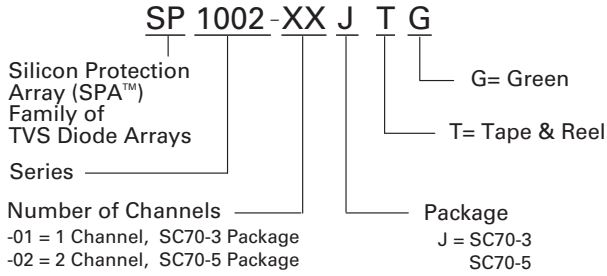 SP 1002-XX J T G
Silicon Protection
Array (SPA™)
Family of
TVS Diode Arrays
Series
Number of Channels
-01 = 1 Channel, SC70-3 Package
-02 = 2 Channel, SC70-5 Package
G= Green
T= Tape & Reel
Package
J = SC70-3
SC70-5